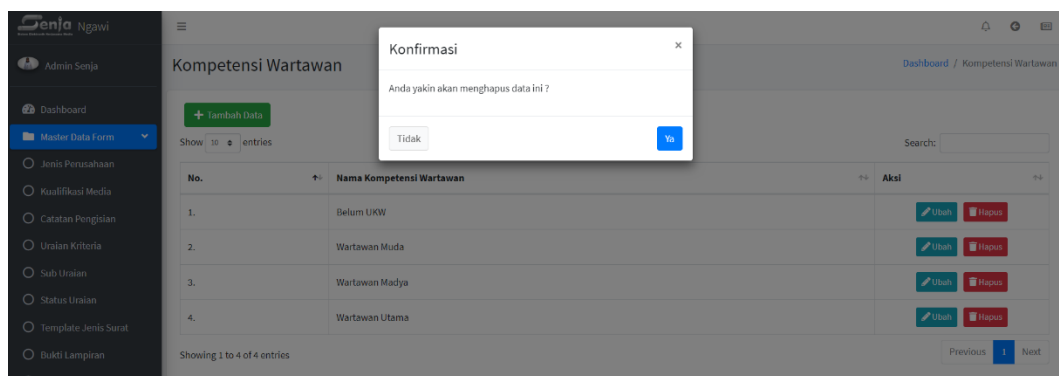 Senja Ngawi
Admin Senja
Dashboard
Master Data Form
Jenis Perusahaan
Kualifikasi Media
Catatan Pengisian
Uraian Kriteria
Sub Uraian
Status Uraian
Template Jenis Surat
Bukti Lampiran
Kompetensi Wartawan
Dashboard / Kompetensi Wartawan
Konfirmasi ×
Anda yakin akan menghapus data ini ?
Tidak Ya
+ Tambah Data
Show 10 entries Search:
No. Nama Kompetensi Wartawan Aksi
1. Belum UKW Ubah Hapus
2. Wartawan Muda Ubah Hapus
3. Wartawan Madya Ubah Hapus
4. Wartawan Utama Ubah Hapus
Showing 1 to 4 of 4 entries Previous 1 Next